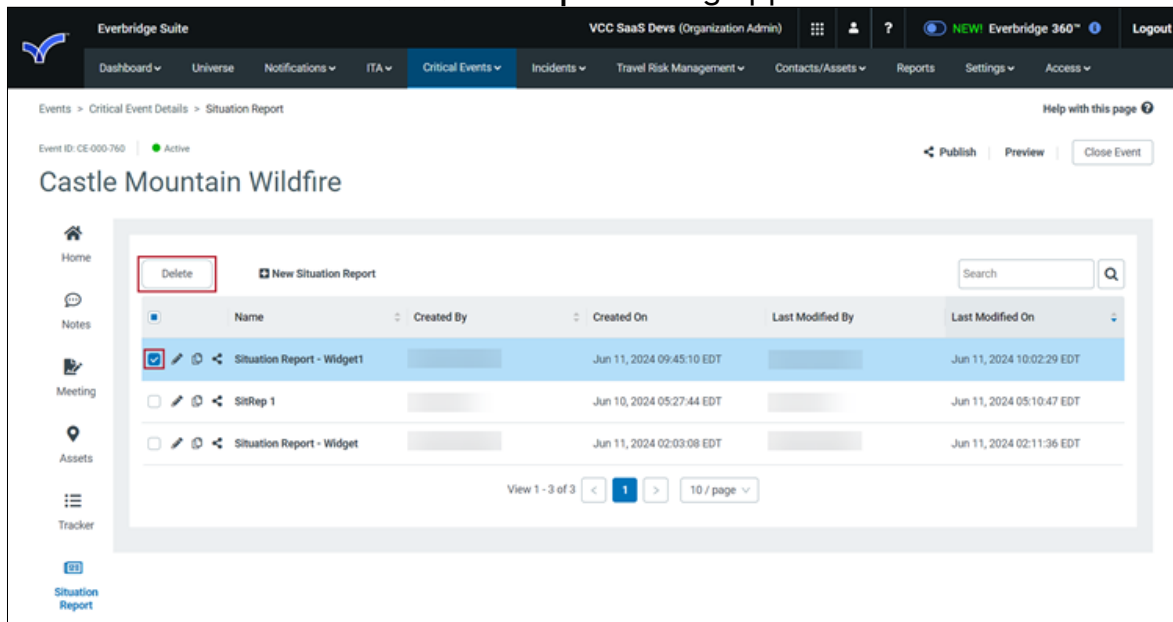 Everbridge Suite
VCC SaaS Devs (Organization Admin)
?
NEW! Everbridge 360™
Logout
Dashboard
Universe
Notifications
ITA
Critical Events
Incidents
Travel Risk Management
Contacts/Assets
Reports
Settings
Access
Events > Critical Event Details > Situation Report
Help with this page
Event ID: CE-000-760
Active
Publish
Preview
Close Event
Castle Mountain Wildfire
Home
Notes
Meeting
Assets
Tracker
Situation
Report
Delete
New Situation Report
Search
Name Created By Created On Last Modified By Last Modified On
Situation Report - Widget1 Jun 11, 2024 09:45:10 EDT Jun 11, 2024 10:02:29 EDT
SitRep 1 Jun 10, 2024 05:27:44 EDT Jun 11, 2024 05:10:47 EDT
Situation Report - Widget Jun 11, 2024 02:03:08 EDT Jun 11, 2024 02:11:36 EDT
View 1 - 3 of 3 < 1 > 10 / page